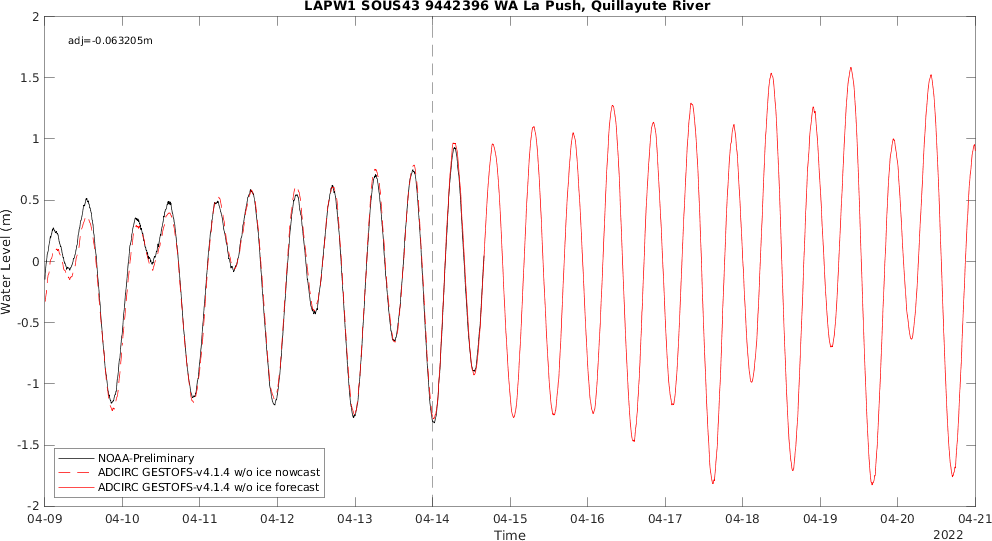 LAPW1 SOUS43 9442396 WA La Push, Quillayute River
adj=-0.063205m
2
1.5
1
0.5
0
-0.5
-1
-1.5
-2
Water Level (m)
NOAA-Preliminary
ADCIRC GESTOFS-v4.1.4 w/o ice nowcast
ADCIRC GESTOFS-v4.1.4 w/o ice forecast
04-09 04-10 04-11 04-12 04-13 04-14 04-15 04-16 04-17 04-18 04-19 04-20 04-21
Time
2022